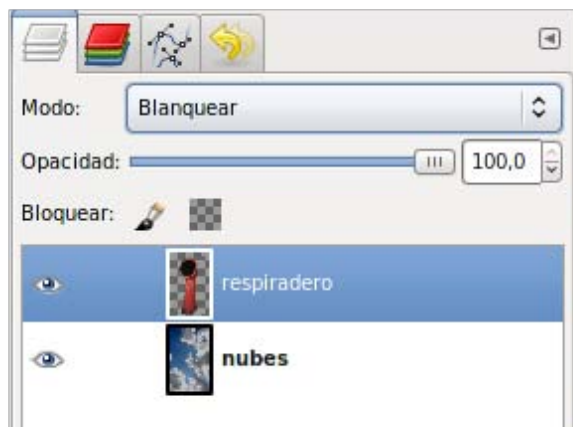 Modo: Blanquear
Opacidad: 100,0
Bloquear:
respiradero
nubes